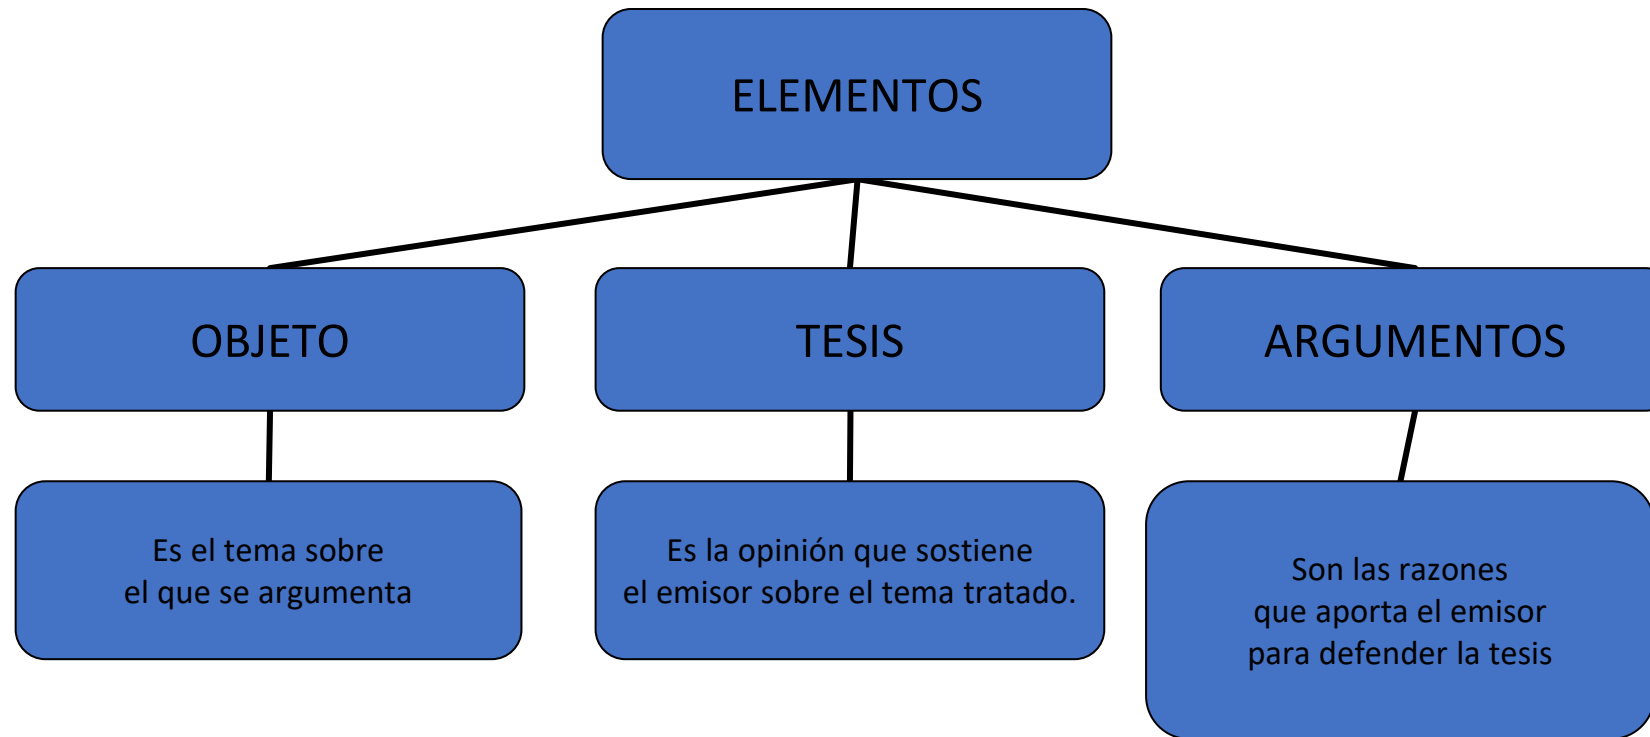 ELEMENTOS
OBJETO
TESIS
ARGUMENTOS
Es el tema sobre
el que se argumenta
Es la opinión que sostiene
el emisor sobre el tema tratado.
Son las razones
que aporta el emisor
para defender la tesis